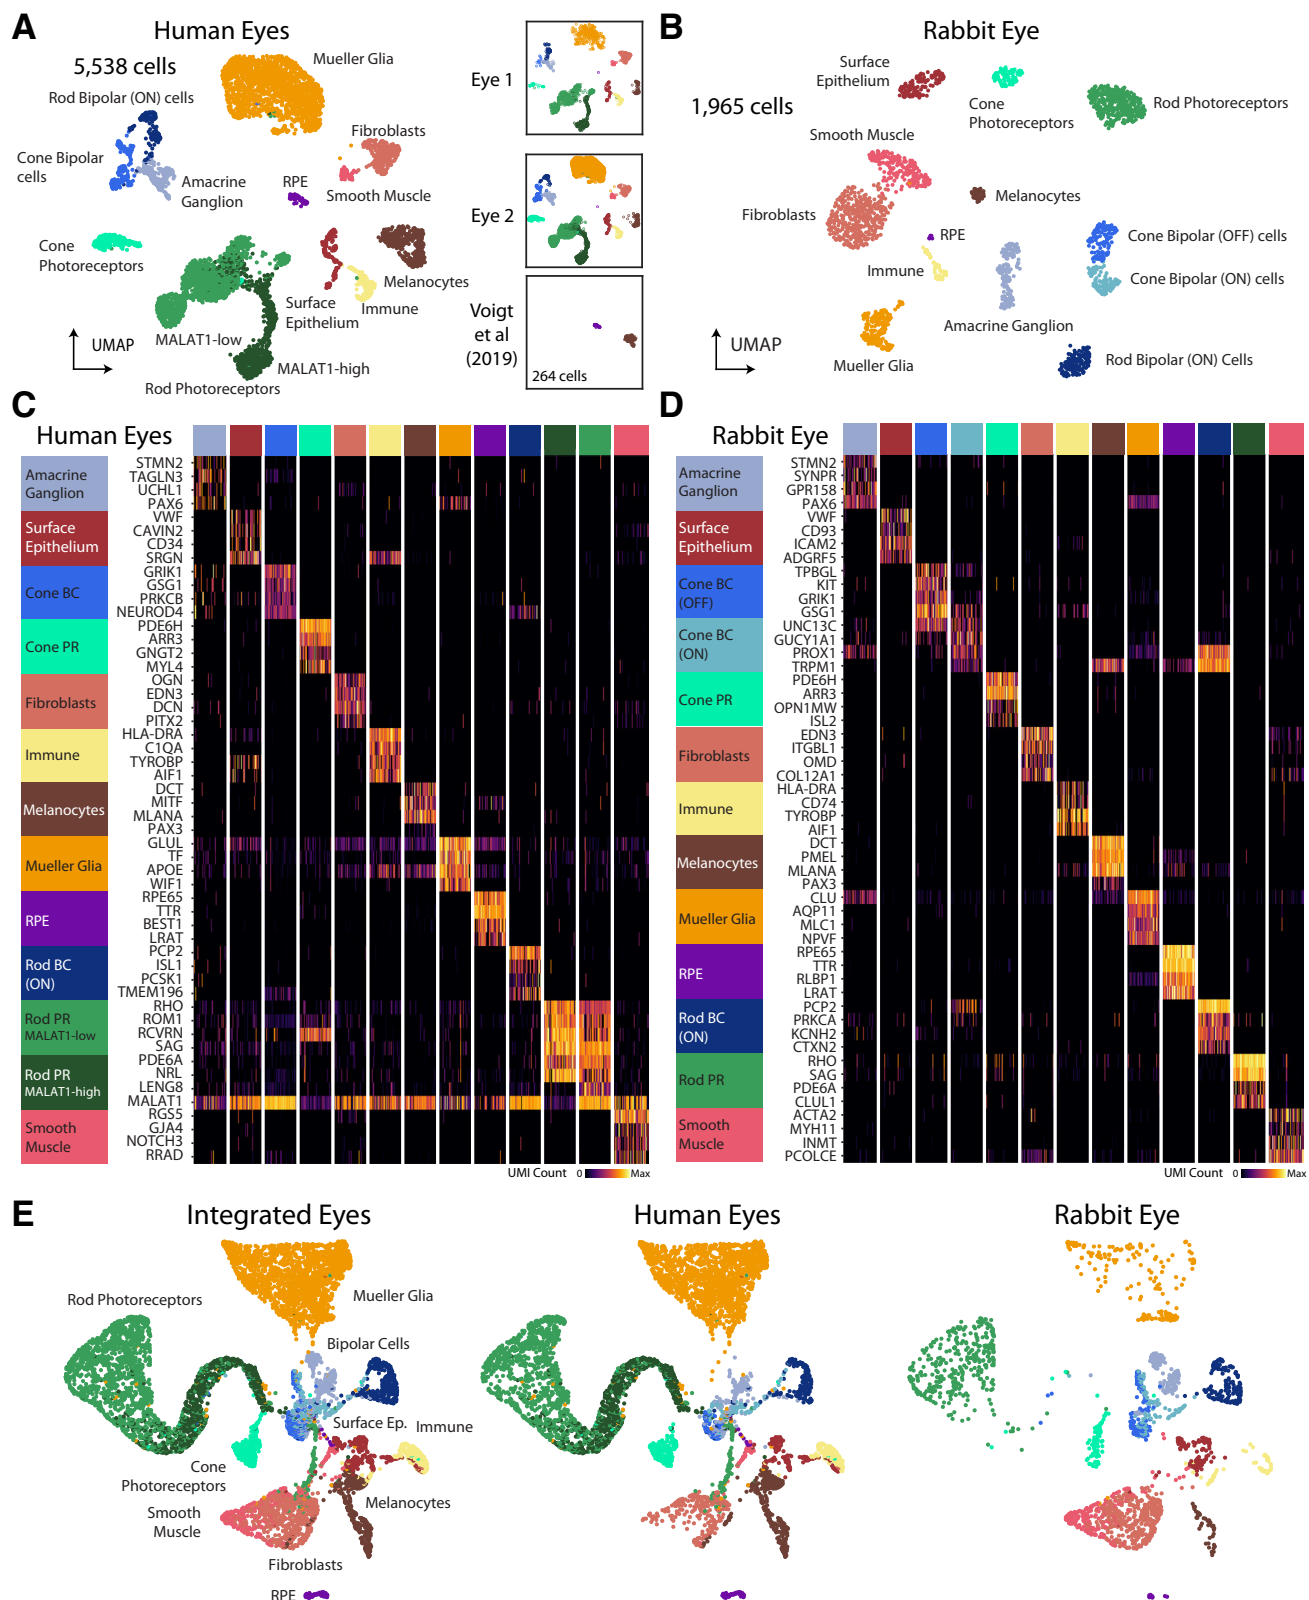 A
Human Eyes
5,538 cells
Mueller Glia
Rod Bipolar (ON) cells
Fibroblasts
Cone Bipolar
cells
Amacrine
Ganglion
RPE
Smooth Muscle
Cone
Photoreceptors
Melanocytes
Surface
Epithelium
Immune
MALAT1-low
UMAP
MALAT1-high
Rod Photoreceptors
Eye 1
Eye 2
Voigt
et al
(2019)
264 cells
B
Rabbit Eye
1,965 cells
Surface
Epithelium
Cone
Photoreceptors
Rod Photoreceptors
Smooth Muscle
Melanocytes
Fibroblasts
RPE
Cone Bipolar (OFF) cells
Immune
Cone Bipolar (ON) cells
Amacrine Ganglion
UMAP
Mueller Glia
Rod Bipolar (ON) Cells
C
Human Eyes
Amacrine
Ganglion
Surface
Epithelium
Cone BC
Cone PR
Fibroblasts
Immune
Melanocytes
Mueller Glia
RPE
Rod BC
(ON)
Rod PR
MALAT1-low
Rod PR
MALAT1-high
Smooth
Muscle
STMN2
TAGLN3
UCHL1
PAX6
VWF
CAVIN2
CD34
SRGN
GRIK1
GSG1
PRKCB
NEUROD4
PDE6H
ARR3
GNGT2
MYL4
OGN
EDN3
DCN
PITX2
HLA-DRA
C1QA
TYROBP
AIF1
DCT
MITF
MLANA
PAX3
GLUL
TF
APOE
WIF1
RPE65
TTR
BEST1
LRAT
PCP2
ISL1
PCSK1
TMEM196
RHO
ROM1
RCVRN
SAG
PDE6A
NRL
LENG8
MALAT1
RGS5
GJA4
NOTCH3
RRAD
UMI Count 0 Max
D
Rabbit Eye
Amacrine
Ganglion
Surface
Epithelium
Cone BC
(OFF)
Cone BC
(ON)
Cone PR
Fibroblasts
Immune
Melanocytes
Mueller Glia
RPE
Rod BC
(ON)
Rod PR
Smooth
Muscle
STMN2
SYNPR
GPR158
PAX6
VWF
CD93
ICAM2
ADGRF5
TPBGL
KIT
GRIK1
GSG1
UNC13C
GUCY1A1
PROX1
TRPM1
PDE6H
ARR3
OPN1MW
ISL2
EDN3
ITGBL1
OMD
COL12A1
HLA-DRA
CD74
TYROBP
AIF1
DCT
PMEL
MLANA
PAX3
CLU
AQP11
MLC1
NPVF
RPE65
TTR
RLBP1
LRAT
PCP2
PRKCA
KCNH2
CTXN2
RHO
SAG
PDE6A
CLUL1
ACTA2
MYH11
INMT
PCOLCE
UMI Count 0 Max
E
Integrated Eyes
Human Eyes
Rabbit Eye
Mueller Glia
Rod Photoreceptors
Bipolar Cells
Surface Ep.
Immune
Cone
Photoreceptors
Melanocytes
Smooth
Muscle
Fibroblasts
RPE